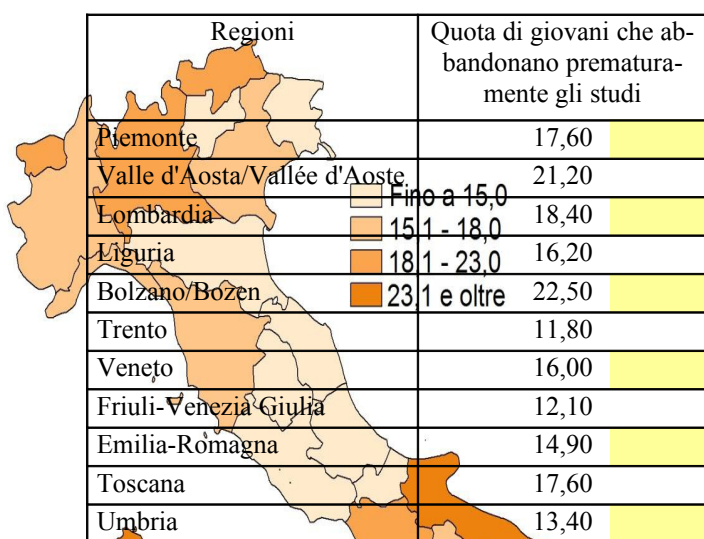 Regioni
Quota di giovani che ab-
bandonano prematura-
mente gli studi
Piemonte 17,60
Valle d'Aosta/Vallée d'Aoste 21,20
Fino a 15,0
Lombardia 18,40
15,1 - 18,0
Liguria 16,20
18,1 - 23,0
Bolzano/Bozen 22,50
23,1 e oltre
Trento 11,80
Veneto 16,00
Friuli-Venezia Giulia 12,10
Emilia-Romagna 14,90
Toscana 17,60
Umbria 13,40